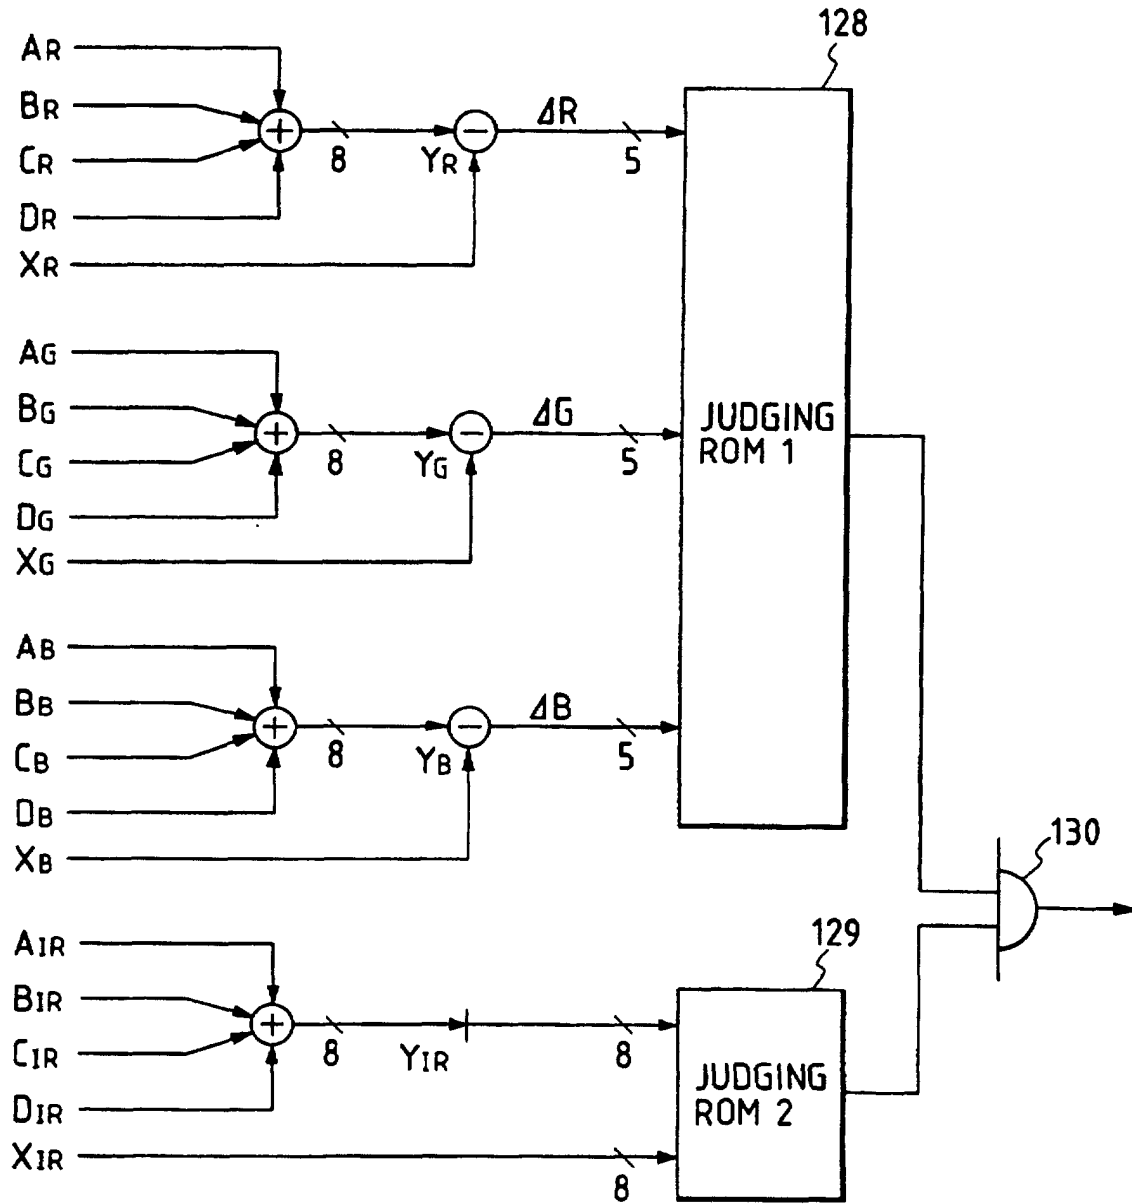 128
AR
BR
CR
DR
XR
8
YR
ΔR
5
AG
BG
CG
DG
XG
8
YG
ΔG
5
JUDGING
ROM 1
AB
BB
CB
DB
XB
8
YB
ΔB
5
130
AIR
BIR
CIR
DIR
XIR
8
YIR
8
8
129
JUDGING
ROM 2